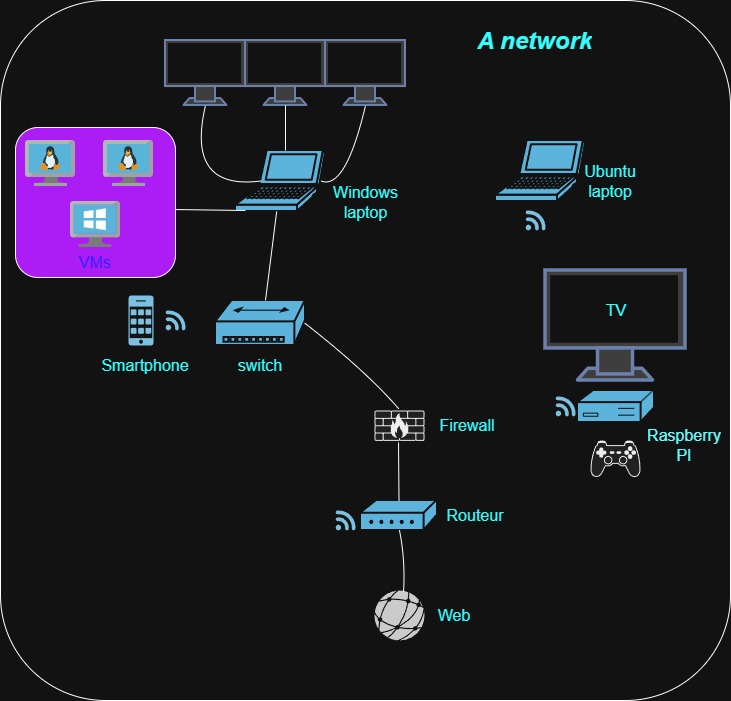 A network
Windows
laptop
Ubuntu
laptop
VMs
TV
Smartphone
switch
Firewall
Raspberry
PI
Routeur
Web